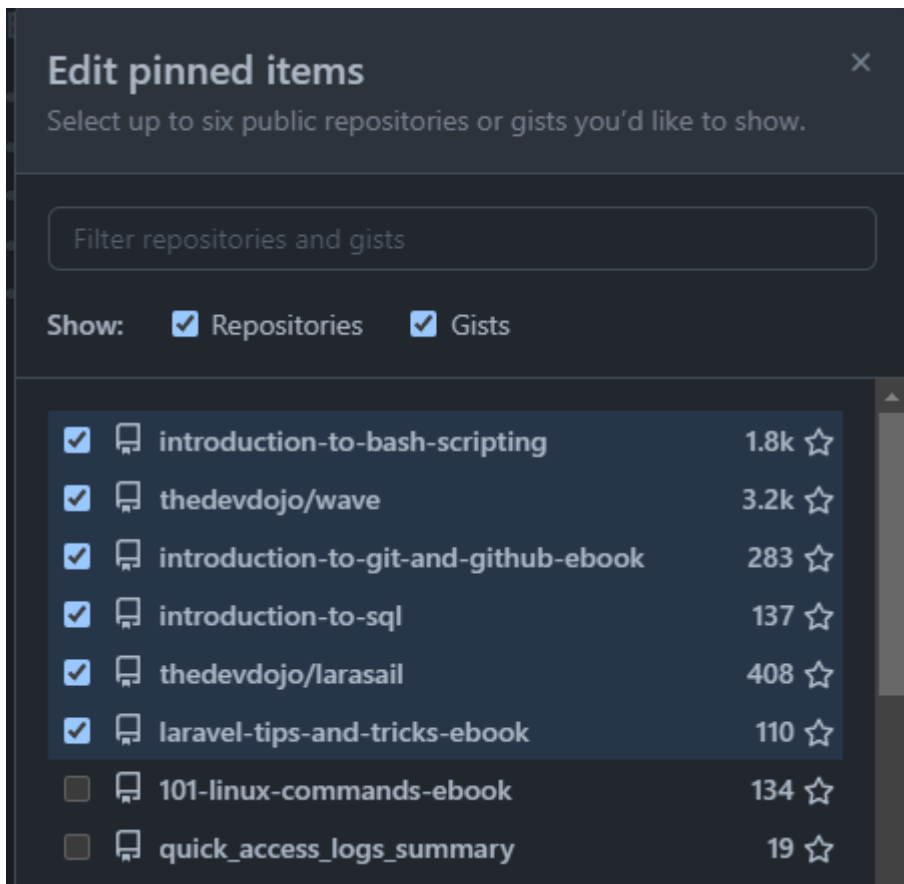 Edit pinned items
Select up to six public repositories or gists you'd like to show.
Filter repositories and gists
Show: Repositories Gists
introduction-to-bash-scripting 1.8k
thedevdojo/wave 3.2k
introduction-to-git-and-github-ebook 283
introduction-to-sql 137
thedevdojo/larasail 408
laravel-tips-and-tricks-ebook 110
101-linux-commands-ebook 134
quick_access_logs_summary 19